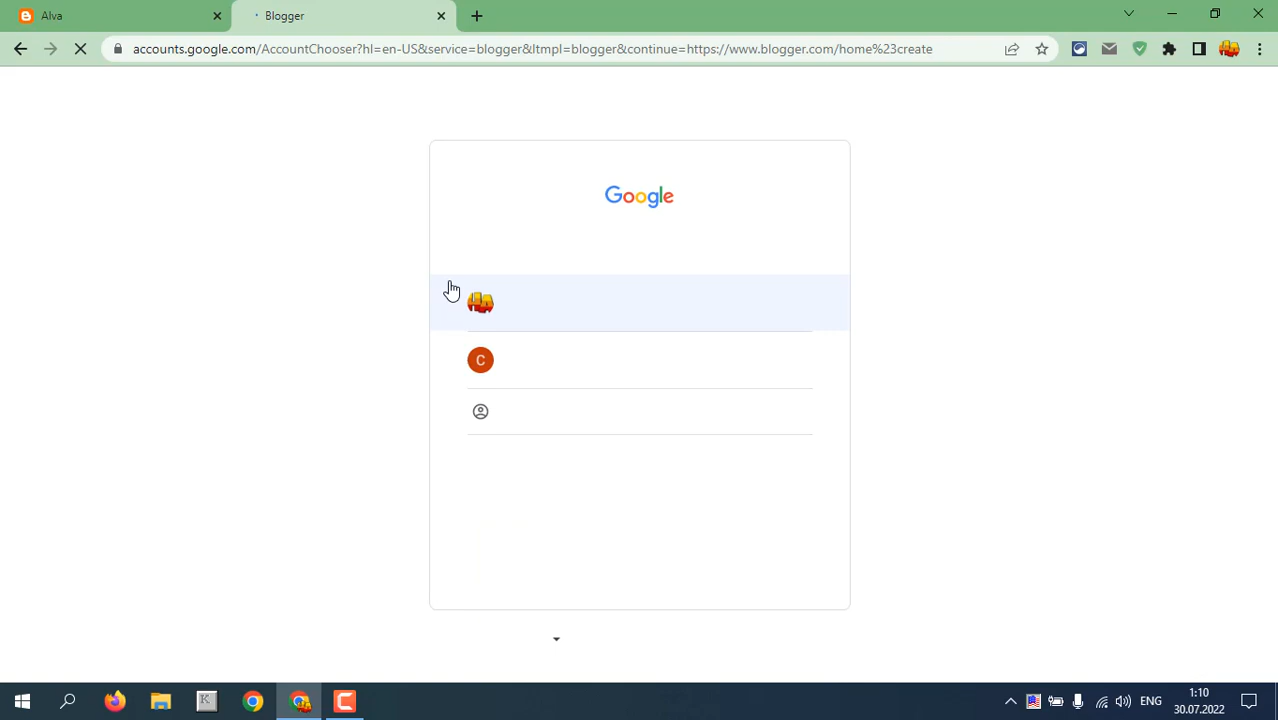 Alva
Blogger
accounts.google.com/AccountChooser?hl=en-US&service=blogger&ltmpl=blogger&continue=https://www.blogger.com/home%23create
Google
C
K
ENG
1:10
30.07.2022